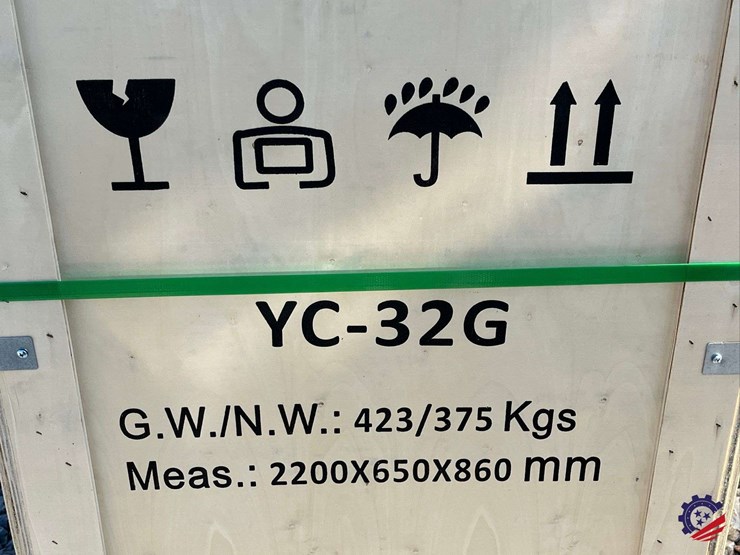 YC-32G
G.W./N.W.: 423/375 Kgs
Meas.: 2200X650X860 mm